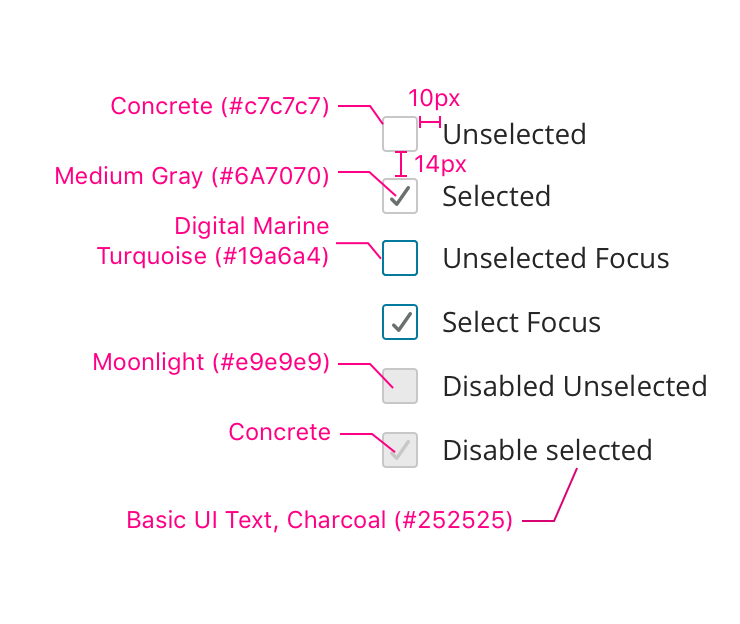 10px
Concrete (#c7c7c7)
Unselected
14px
Medium Gray (#6A7070)
Selected
Digital Marine
Turquoise (#19a6a4)
Unselected Focus
Select Focus
Moonlight (#e9e9e9)
Disabled Unselected
Concrete
Disable selected
Basic UI Text, Charcoal (#252525)